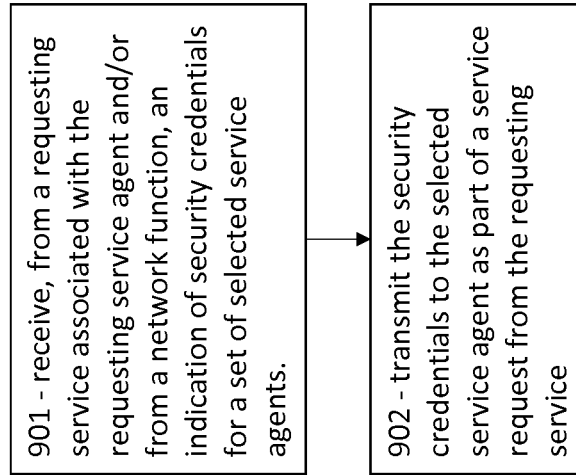 901 - receive, from a requesting
service associated with the
requesting service agent and/or
from a network function, an
indication of security credentials
for a set of selected service
agents.
902 - transmit the security
credentials to the selected
service agent as part of a service
request from the requesting
service